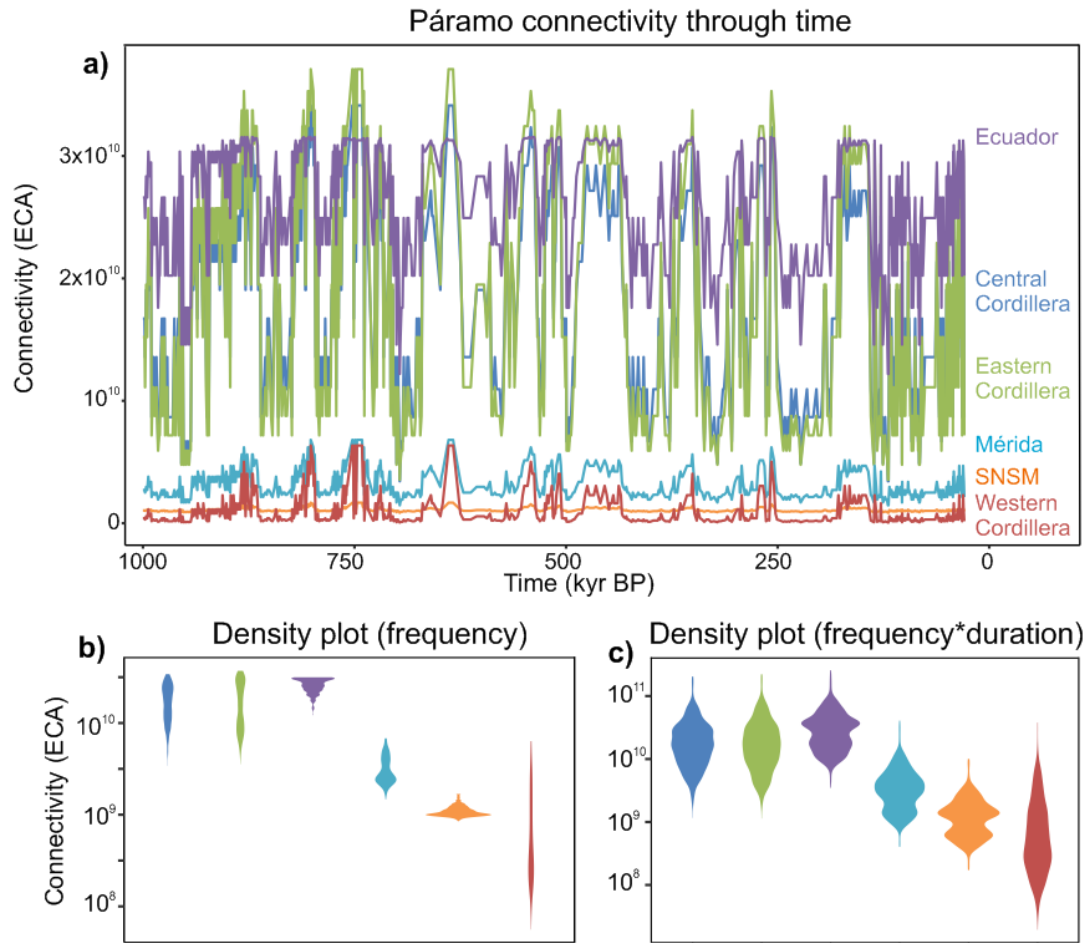 Páramo connectivity through time
a)
Connectivity (ECA)
3x10¹⁰
2x10¹⁰
10¹⁰
0
Ecuador
Central
Cordillera
Eastern
Cordillera
Mérida
SNSM
Western
Cordillera
1000
750
500
250
0
Time (kyr BP)
b)
Density plot (frequency)
Connectivity (ECA)
10¹⁰
10⁹
10⁸
c)
Density plot (frequency*duration)
10¹¹
10¹⁰
10⁹
10⁸